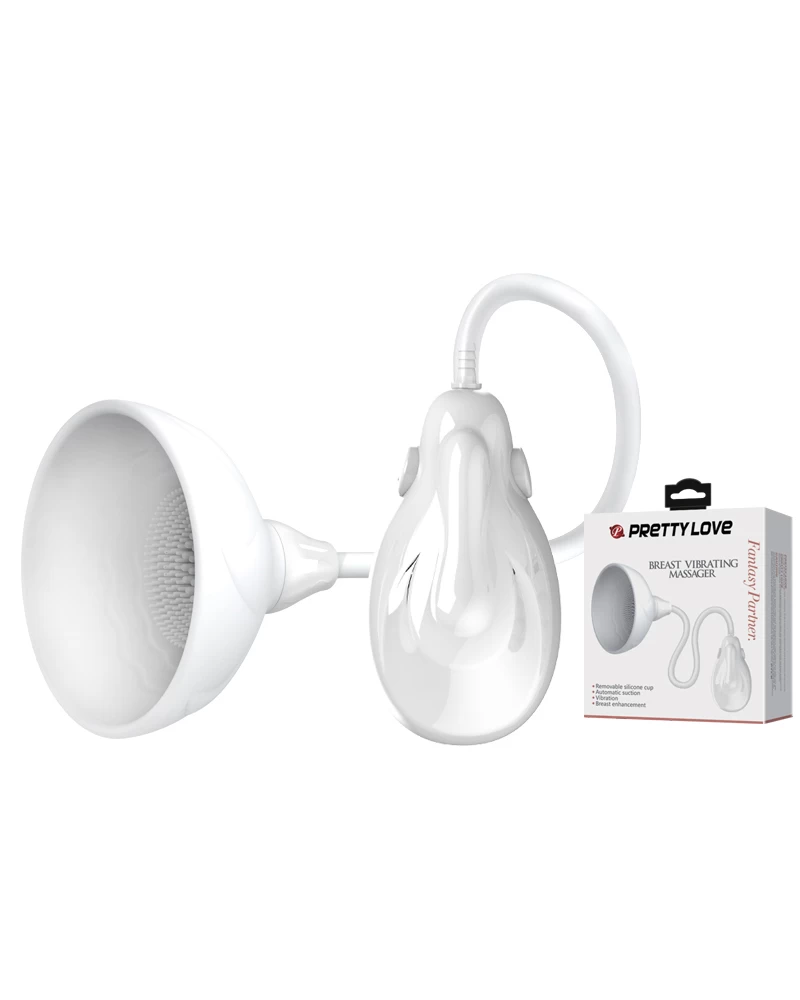 PRETTY LOVE
BREAST VIBRATING
MASSAGER
Fantasy Partner.
• Removable silicone cup
• Automatic suction
• Vibration
• Breast enhancement